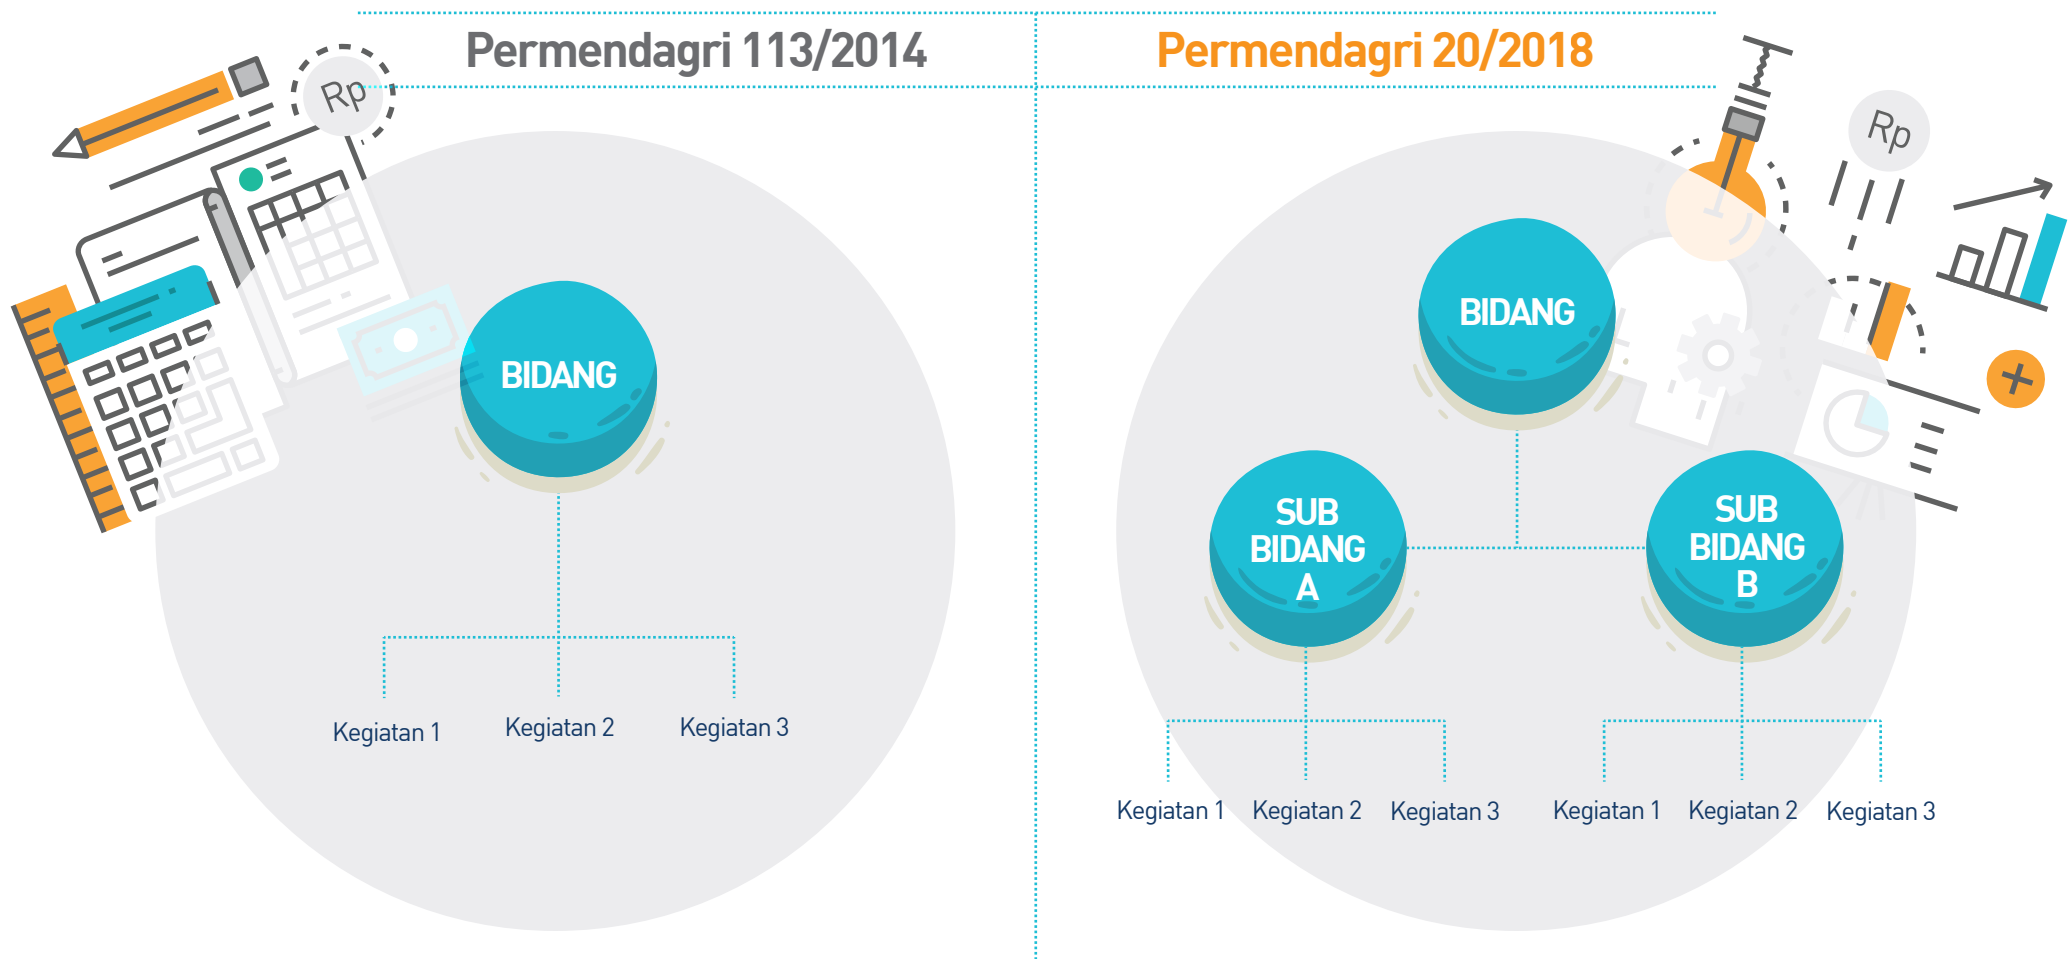 Permendagri 113/2014
Rp
BIDANG
Kegiatan 1
Kegiatan 2
Kegiatan 3
Permendagri 20/2018
Rp
BIDANG
SUB
BIDANG
A
SUB
BIDANG
B
Kegiatan 1
Kegiatan 2
Kegiatan 3
Kegiatan 1
Kegiatan 2
Kegiatan 3